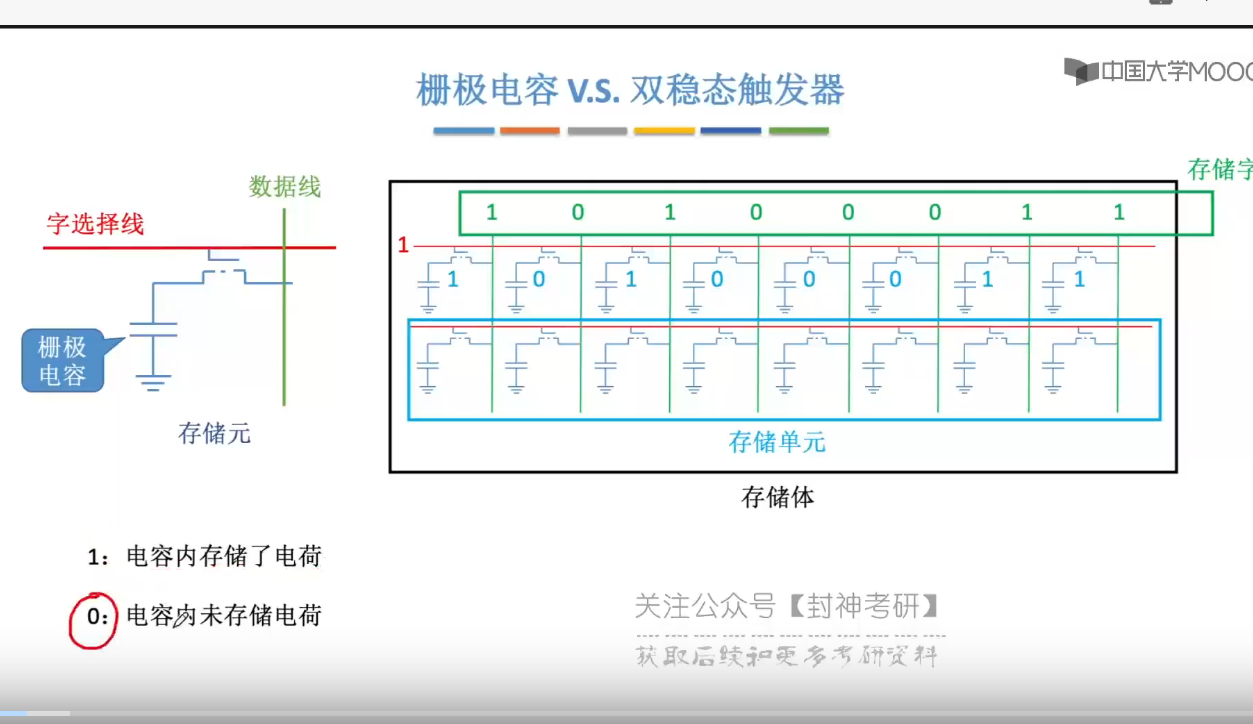 中国大学MOOC
栅极电容 V.S. 双稳态触发器
数据线
字选择线
栅极
电容
存储元
存储字
1 0 1 0 0 0 1 1
1
1 0 1 0 0 0 1 1
存储单元
存储体
1：电容内存储了电荷
0：电容内未存储电荷
关注公众号【封神考研】
获取后续和更多考研资料